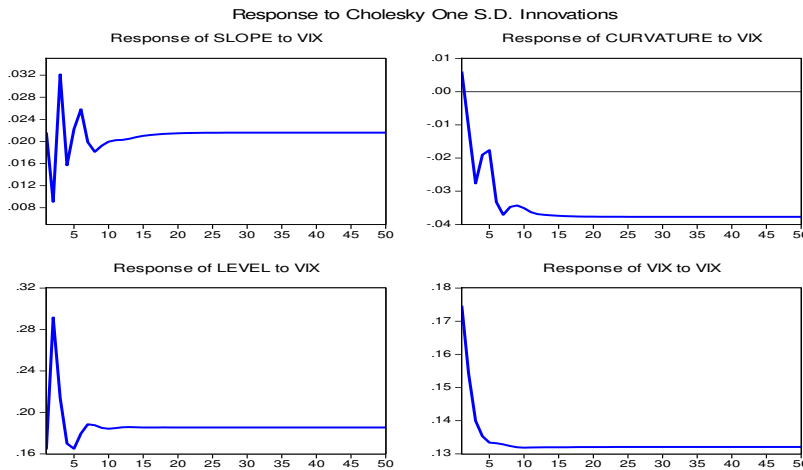 Response to Cholesky One S.D. Innovations
Response of SLOPE to VIX
.032
.028
.024
.020
.016
.012
.008
5 10 15 20 25 30 35 40 45 50
Response of CURVATURE to VIX
.01
.00
-.01
-.02
-.03
-.04
5 10 15 20 25 30 35 40 45 50
Response of LEVEL to VIX
.32
.28
.24
.20
.16
5 10 15 20 25 30 35 40 45 50
Response of VIX to VIX
.18
.17
.16
.15
.14
.13
5 10 15 20 25 30 35 40 45 50